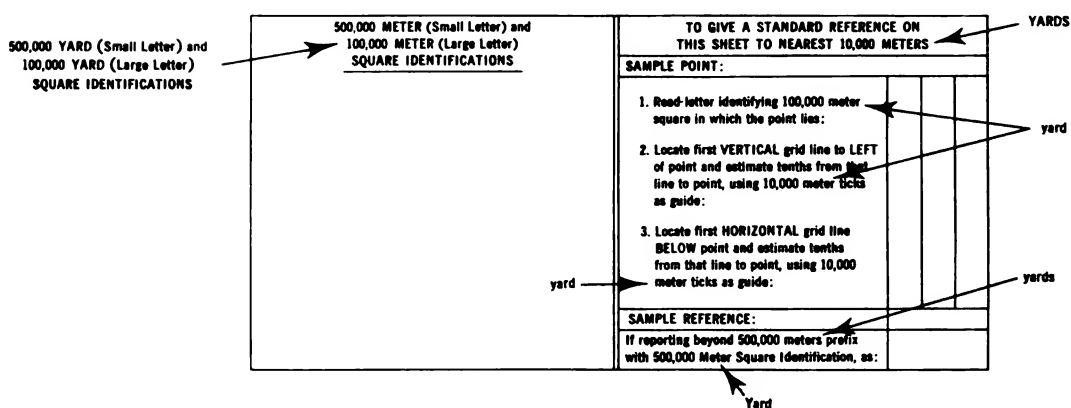 500,000 YARD (Small Letter) and
100,000 YARD (Large Letter)
SQUARE IDENTIFICATIONS
500,000 METER (Small Letter) and
100,000 METER (Large Letter)
SQUARE IDENTIFICATIONS
TO GIVE A STANDARD REFERENCE ON
THIS SHEET TO NEAREST 10,000 METERS
YARDS
SAMPLE POINT:
1. Read letter identifying 100,000 meter
square in which the point lies:
yard
2. Locate first VERTICAL grid line to LEFT
of point and estimate tenths from that
line to point, using 10,000 meter ticks
as guide:
3. Locate first HORIZONTAL grid line
BELOW point and estimate tenths
from that line to point, using 10,000
meter ticks as guide:
yard
yards
SAMPLE REFERENCE:
If reporting beyond 500,000 meters prefix
with 500,000 Meter Square Identification, as:
Yard